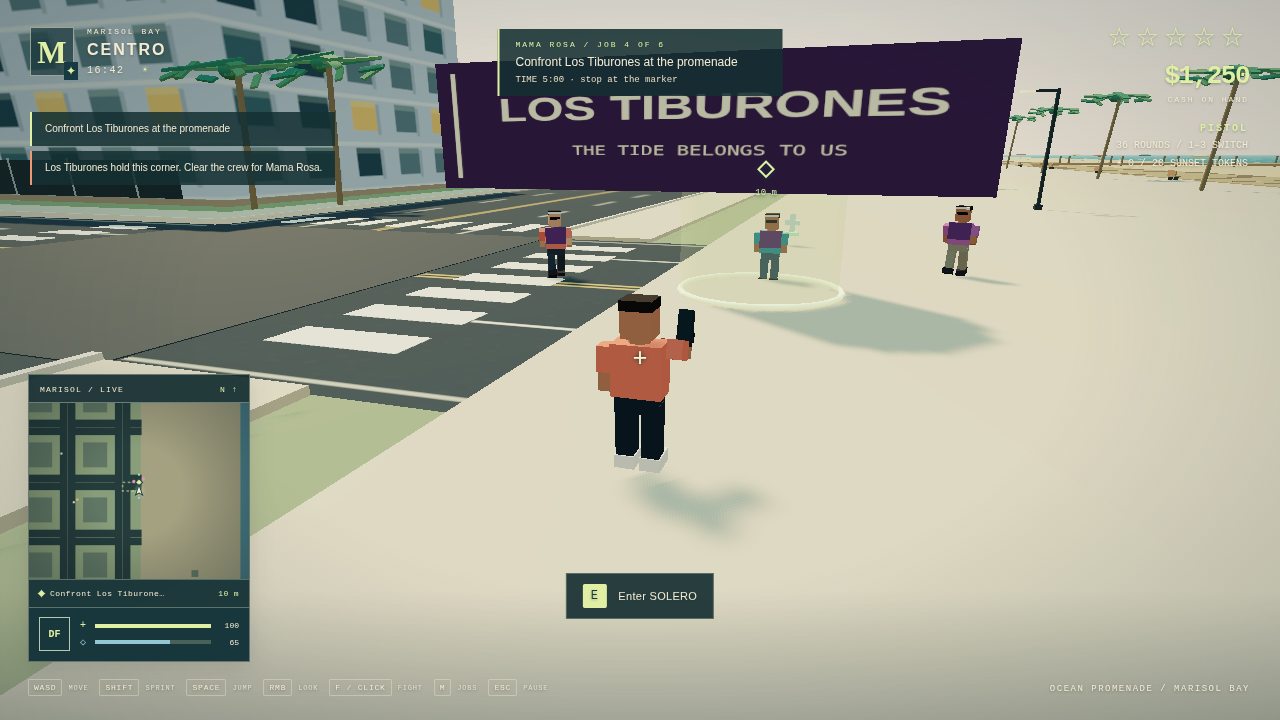 M
MARISOL BAY
CENTRO
16:42
Confront Los Tiburones at the promenade
Los Tiburones hold this corner. Clear the crew for Mama Rosa.
MAMA ROSA / JOB 4 OF 6
Confront Los Tiburones at the promenade
TIME 5:00 · stop at the marker
LOS TIBURONES
THE TIDE BELONGS TO US
10 m
$1,250
CASH ON HAND
PISTOL
36 ROUNDS / 1-3 SWITCH
0 / 20 SUNSET TOKENS
MARISOL / LIVE
N ↑
Confront Los Tiburone…
10 m
DF
+ 100
◇ 65
E Enter SOLERO
WASD MOVE SHIFT SPRINT SPACE JUMP RMB LOOK F / CLICK FIGHT M JOBS ESC PAUSE
OCEAN PROMENADE / MARISOL BAY